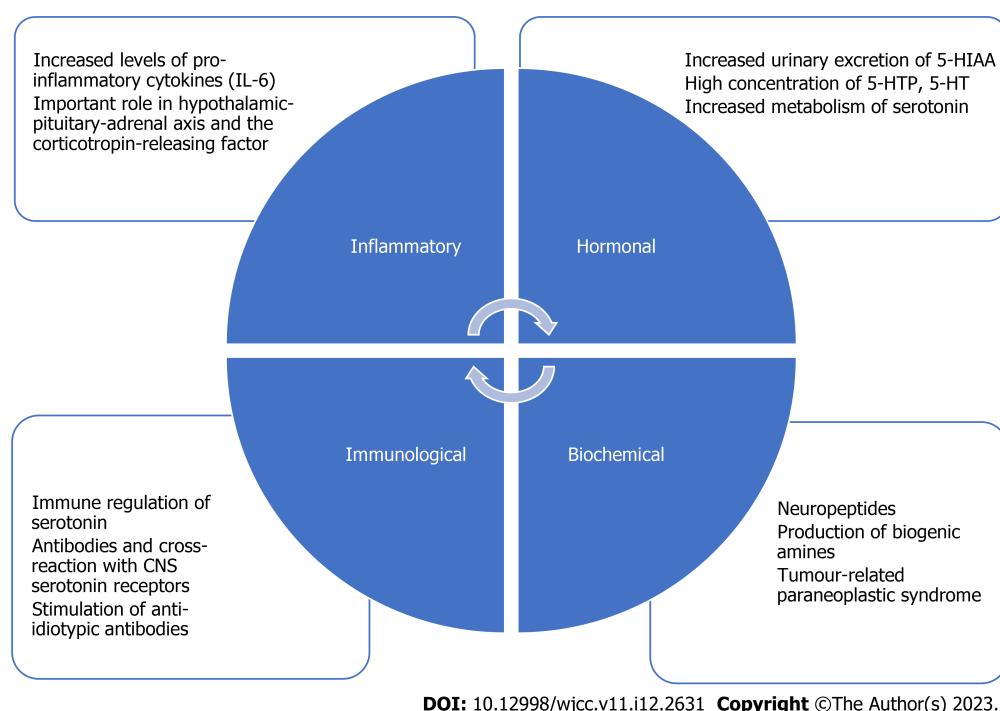 Increased levels of pro-
inflammatory cytokines (IL-6)
Important role in hypothalamic-
pituitary-adrenal axis and the
corticotropin-releasing factor
Increased urinary excretion of 5-HIAA
High concentration of 5-HTP, 5-HT
Increased metabolism of serotonin
Inflammatory
Hormonal
Immunological
Biochemical
Immune regulation of
serotonin
Antibodies and cross-
reaction with CNS
serotonin receptors
Stimulation of anti-
idiotypic antibodies
Neuropeptides
Production of biogenic
amines
Tumour-related
paraneoplastic syndrome
DOI: 10.12998/wjcc.v11.i12.2631 Copyright ©The Author(s) 2023.